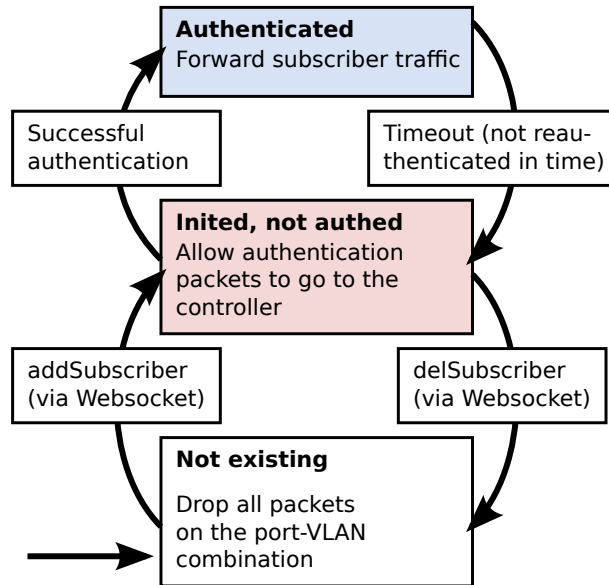 Authenticated
Forward subscriber traffic
Successful
authentication
Timeout (not reau-
thenticated in time)
Inited, not authed
Allow authentication
packets to go to the
controller
addSubscriber
(via Websocket)
delSubscriber
(via Websocket)
Not existing
Drop all packets
on the port-VLAN
combination